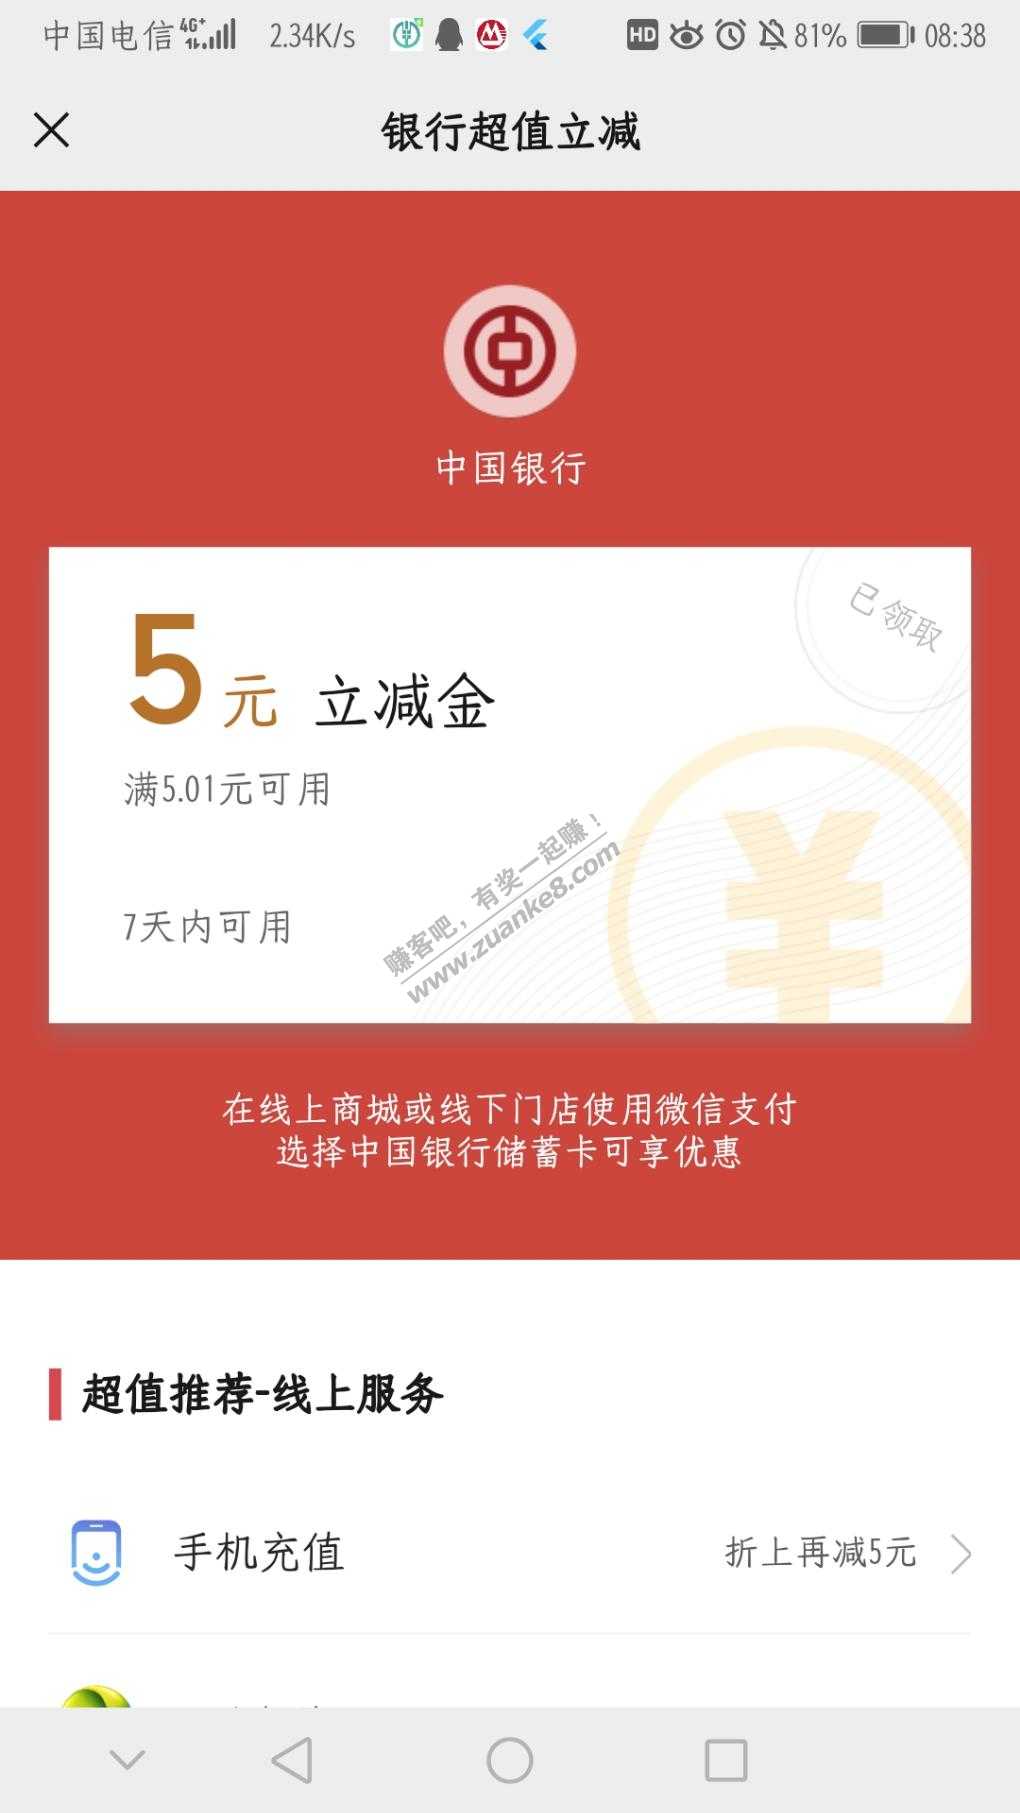 中国电信 4G+ 2.34K/s HD 81% 08:38
银行超值立减
中国银行
已领取
5元 立减金
满5.01元可用
7天内可用
赚客吧，有奖一起赚！
www.zuanke8.com
在线上商城或线下门店使用微信支付
选择中国银行储蓄卡可享优惠
超值推荐-线上服务
手机充值 折上再减5元